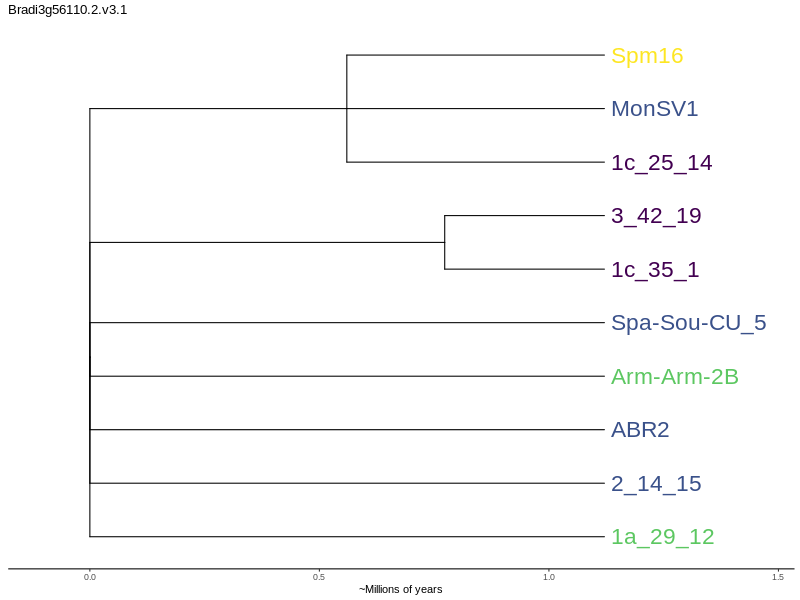 Bradi3g56110.2.v3.1
Spm16
MonSV1
1c_25_14
3_42_19
1c_35_1
Spa-Sou-CU_5
Arm-Arm-2B
ABR2
2_14_15
1a_29_12
0.0 0.5 1.0 1.5
~Millions of years